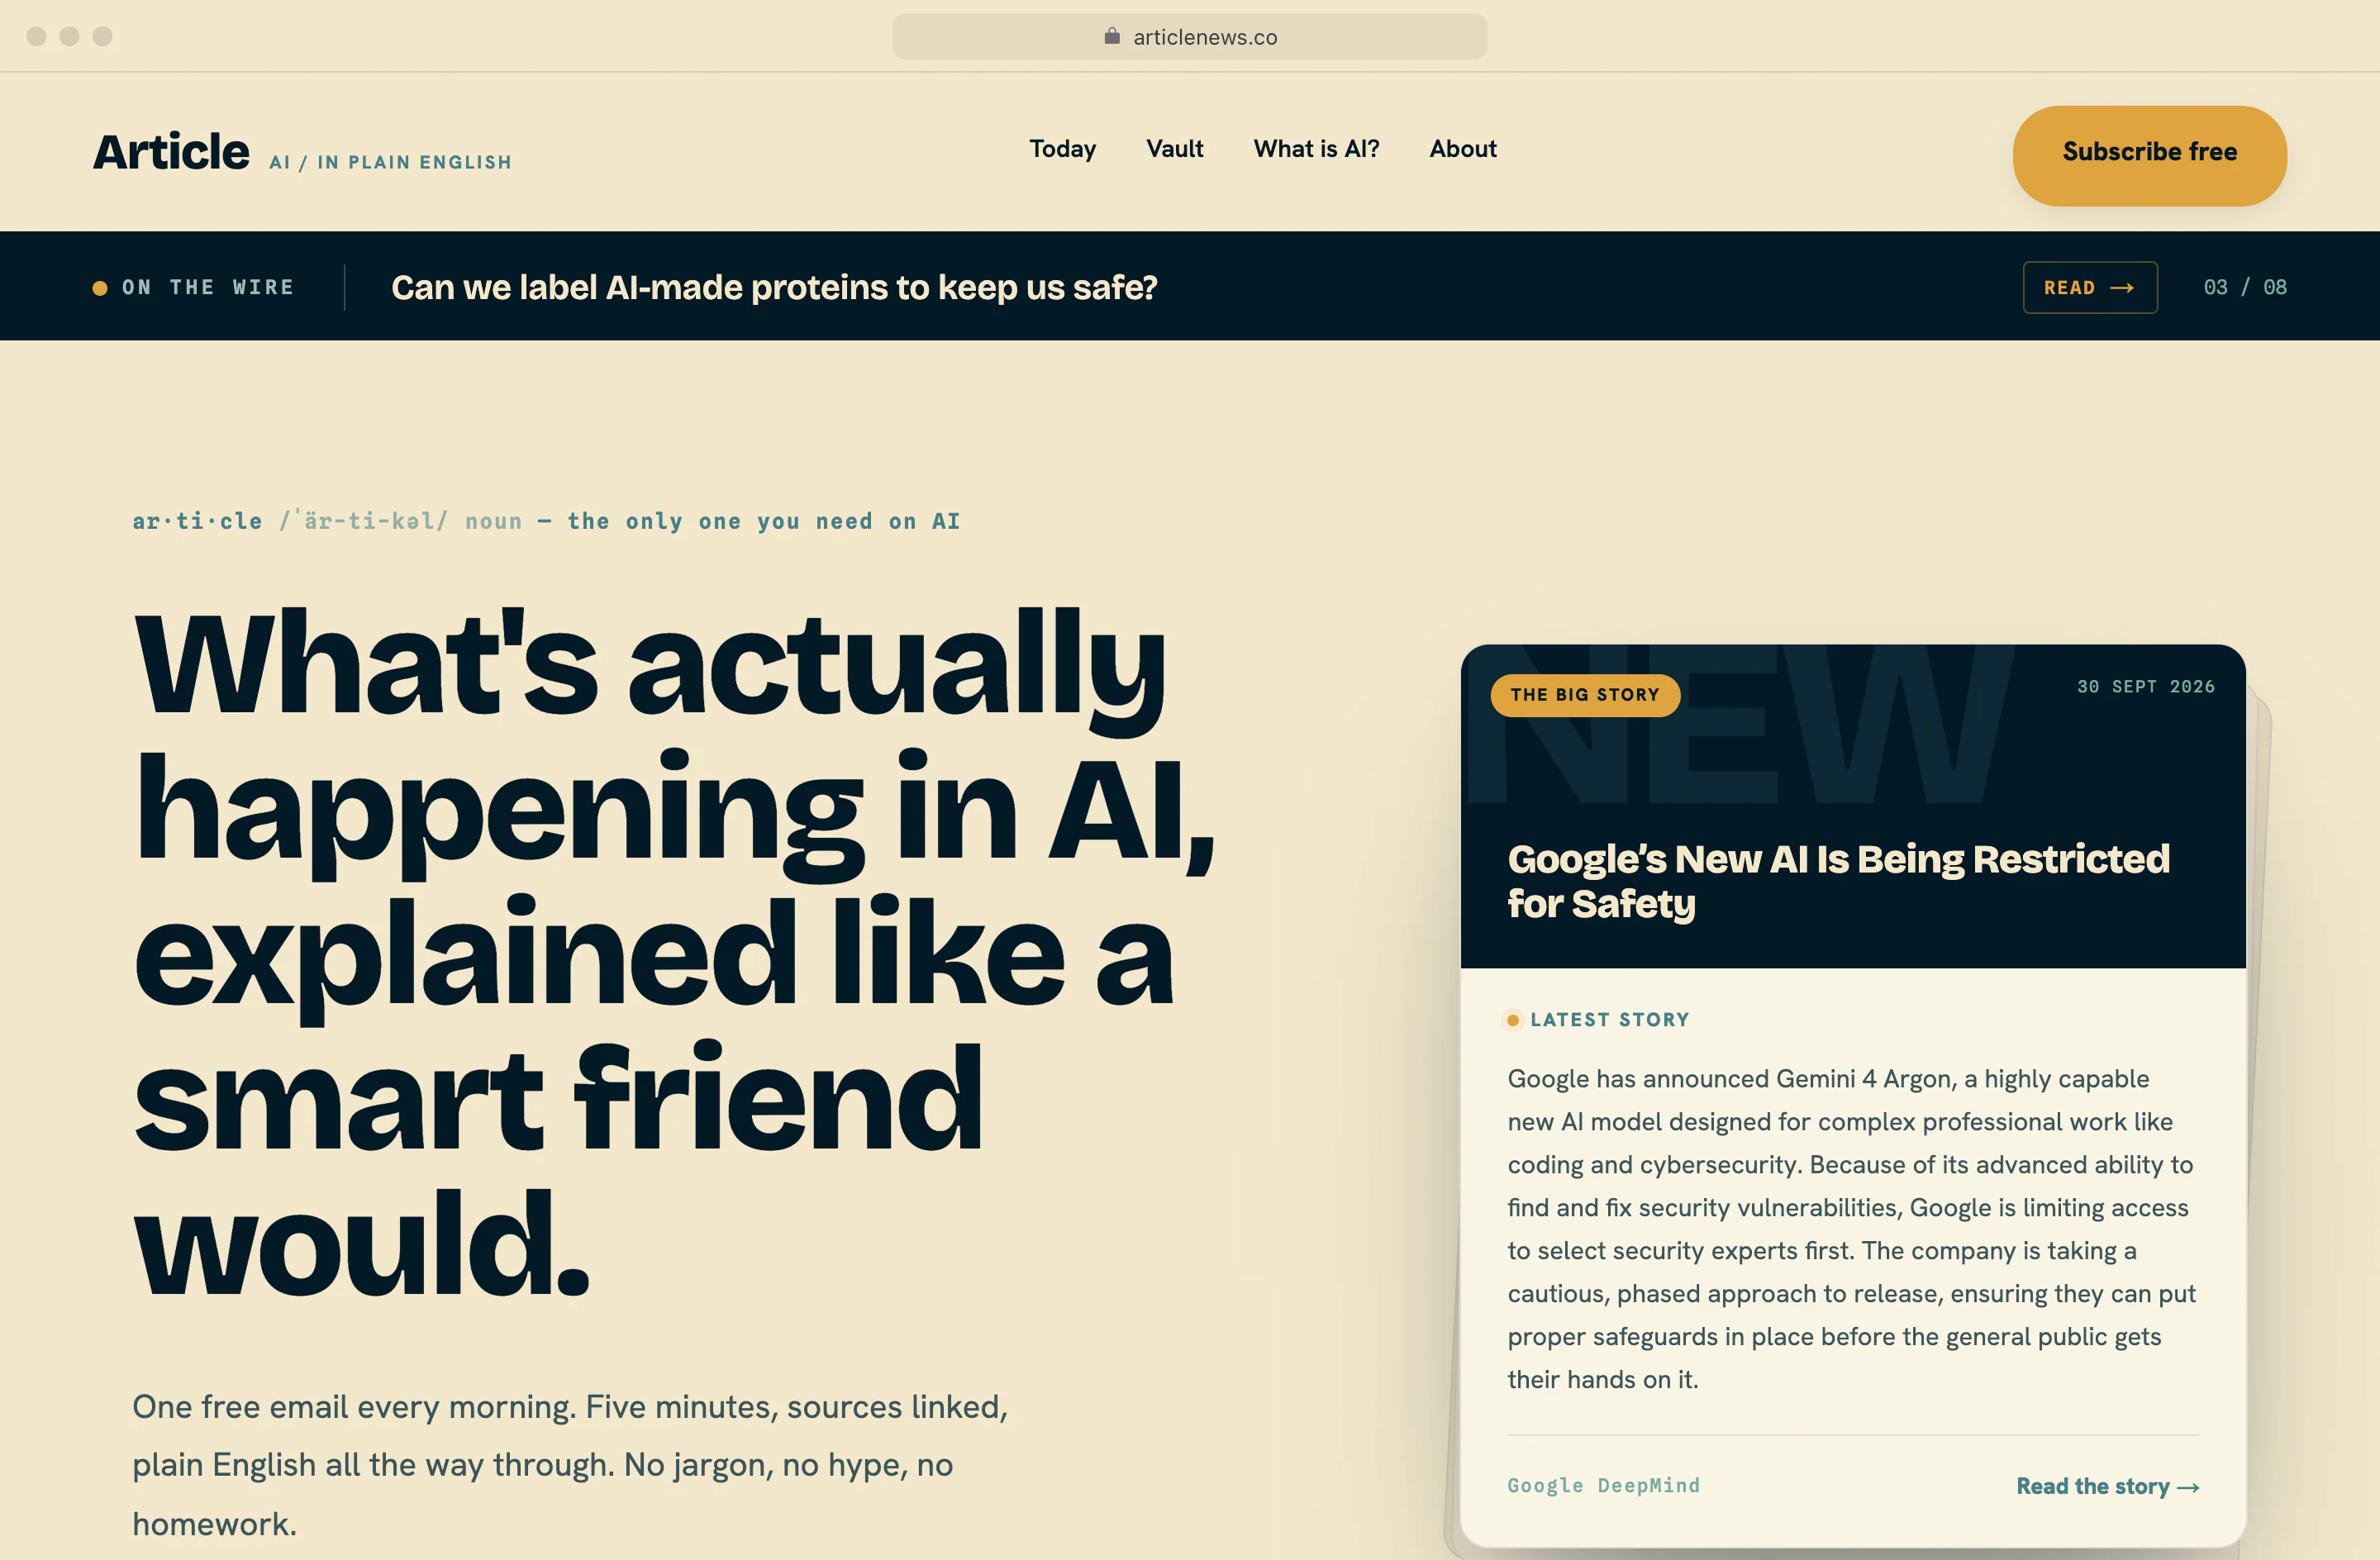 articlenews.co
Article
AI / IN PLAIN ENGLISH
Today
Vault
What is AI?
About
Subscribe free
ON THE WIRE
Can we label AI-made proteins to keep us safe?
READ →
03 / 08
ar·ti·cle /ˈär-ti-kəl/ noun — the only one you need on AI
What's actually
happening in AI,
explained like a
smart friend
would.
One free email every morning. Five minutes, sources linked,
plain English all the way through. No jargon, no hype, no
homework.
NEW
THE BIG STORY
30 SEPT 2026
Google’s New AI Is Being Restricted
for Safety
LATEST STORY
Google has announced Gemini 4 Argon, a highly capable
new AI model designed for complex professional work like
coding and cybersecurity. Because of its advanced ability to
find and fix security vulnerabilities, Google is limiting access
to select security experts first. The company is taking a
cautious, phased approach to release, ensuring they can put
proper safeguards in place before the general public gets
their hands on it.
Google DeepMind
Read the story →